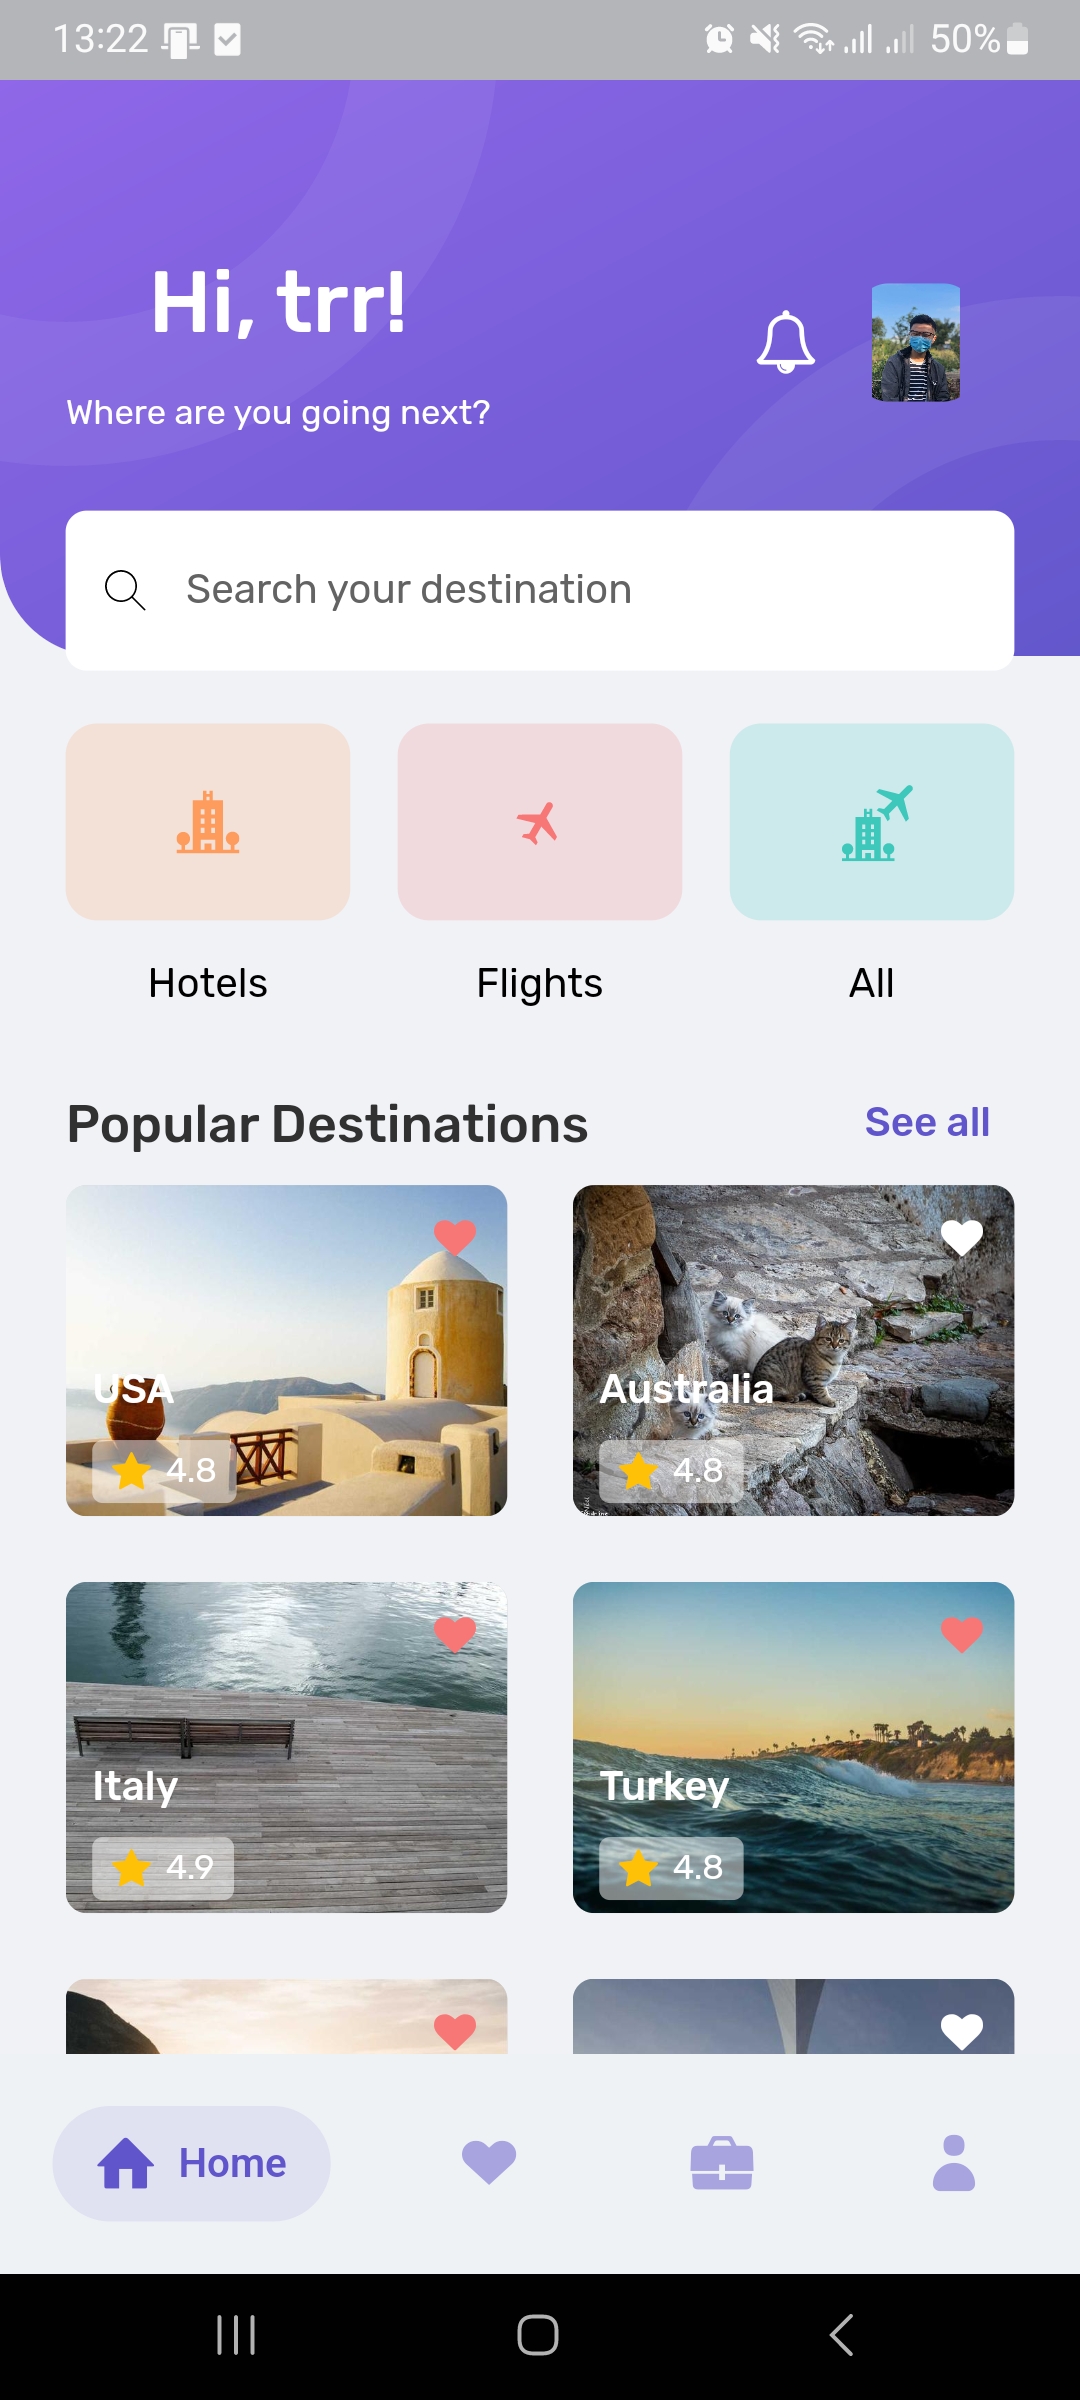 13:22
50%
Hi, trr!
Where are you going next?
Search your destination
Hotels
Flights
All
Popular Destinations
See all
USA
4.8
Australia
4.8
Italy
4.9
Turkey
4.8
Home